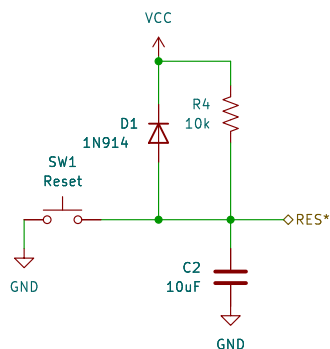 VCC
R4
10k
D1
1N914
SW1
Reset
RES*
GND
C2
10uF
GND